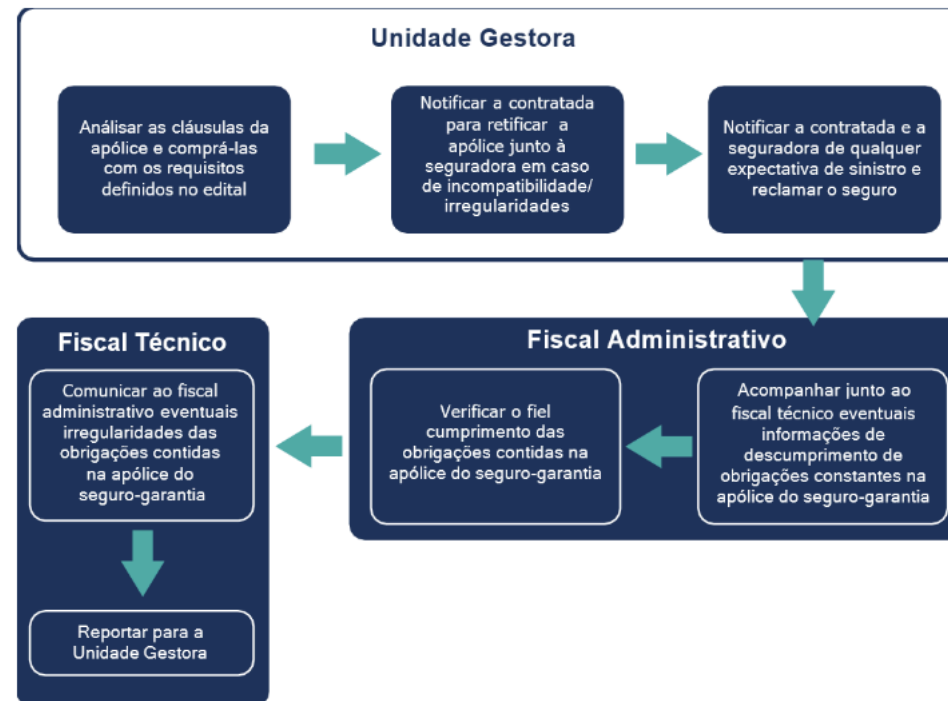 Unidade Gestora
Análisar as cláusulas da
apólice e comprá-las
com os requisitos
definidos no edital
Notificar a contratada
para retificar a
apólice junto à
seguradora em caso
de incompatibilidade/
irregularidades
Notificar a contratada e a
seguradora de qualquer
expectativa de sinistro e
reclamar o seguro
Fiscal Administrativo
Acompanhar junto ao
fiscal técnico eventuais
informações de
descumprimento de
obrigações constantes na
apólice do seguro-garantia
Verificar o fiel
cumprimento das
obrigações contidas na
apólice do seguro-garantia
Fiscal Técnico
Comunicar ao fiscal
administrativo eventuais
irregularidades das
obrigações contidas
na apólice do
seguro-garantia
Reportar para a
Unidade Gestora